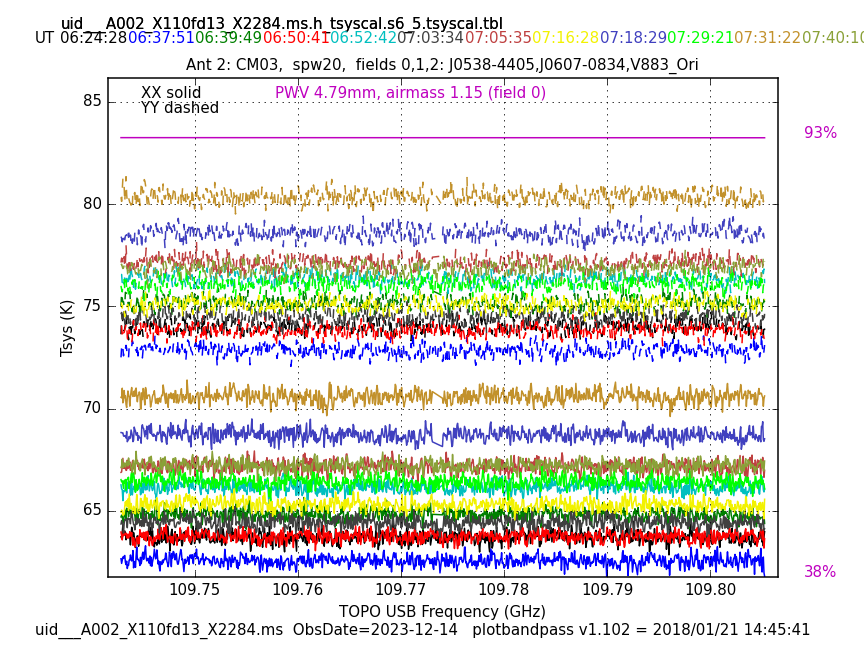 uid___A002_X110fd13_X2284.ms.h_tsyscal.s6_5.tsyscal.tbl
UT 06:24:28 06:37:51 06:39:49 06:50:41 06:52:42 07:03:34 07:05:35 07:16:28 07:18:29 07:29:21 07:31:22 07:40:10
Ant 2: CM03,  spw20,  fields 0,1,2: J0538-4405,J0607-0834,V883_Ori
XX solid PWV 4.79mm, airmass 1.15 (field 0)
YY dashed
85
93%
80
75
Tsys (K)
70
65
38%
109.75 109.76 109.77 109.78 109.79 109.80
TOPO USB Frequency (GHz)
uid___A002_X110fd13_X2284.ms  ObsDate=2023-12-14   plotbandpass v1.102 = 2018/01/21 14:45:41